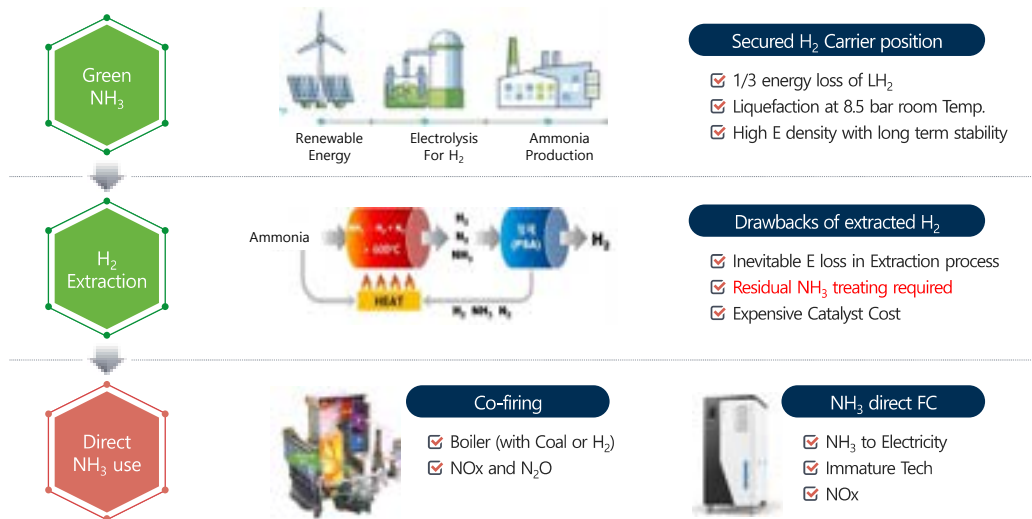 Green
NH₃
Renewable
Energy
Electrolysis
For H₂
Ammonia
Production
Secured H₂ Carrier position
1/3 energy loss of LH₂
Liquefaction at 8.5 bar room Temp.
High E density with long term stability
H₂
Extraction
Ammonia
H₂
N₂
NH₃
(PSA)
H₂
HEAT
H₂ NH₃ N₂
Drawbacks of extracted H₂
Inevitable E loss in Extraction process
Residual NH₃ treating required
Expensive Catalyst Cost
Direct
NH₃ use
Co-firing
Boiler (with Coal or H₂)
NOx and N₂O
NH₃ direct FC
NH₃ to Electricity
Immature Tech
NOx